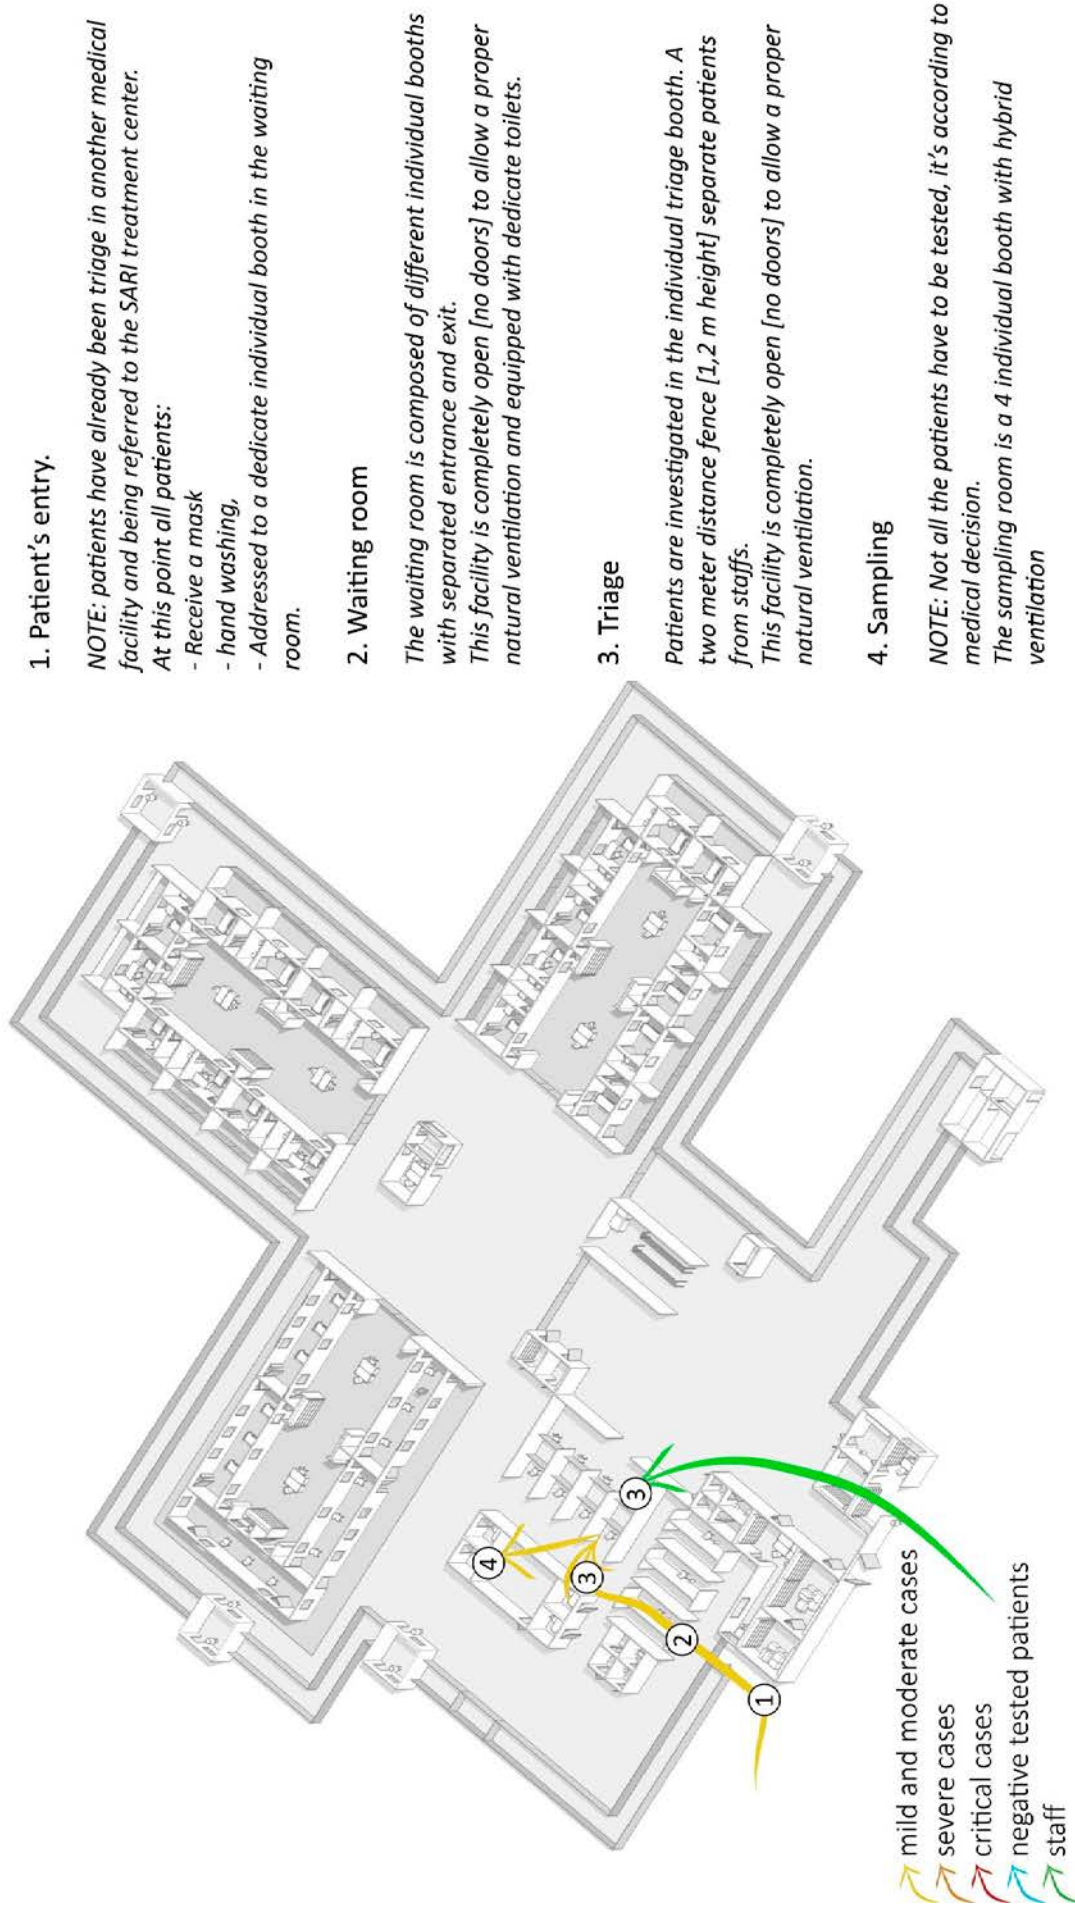 1. Patient's entry.
NOTE: patients have already been triage in another medical
facility and being referred to the SARI treatment center.
At this point all patients:
- Receive a mask
- hand washing,
- Addressed to a dedicate individual booth in the waiting
room.
2. Waiting room
The waiting room is composed of different individual booths
with separated entrance and exit.
This facility is completely open [no doors] to allow a proper
natural ventilation and equipped with dedicate toilets.
3. Triage
Patients are investigated in the individual triage booth. A
two meter distance fence [1,2 m height] separate patients
from staffs.
This facility is completely open [no doors] to allow a proper
natural ventilation.
4. Sampling
NOTE: Not all the patients have to be tested, it's according to
medical decision.
The sampling room is a 4 individual booth with hybrid
ventilation
4
3
3
2
1
mild and moderate cases
severe cases
critical cases
negative tested patients
staff